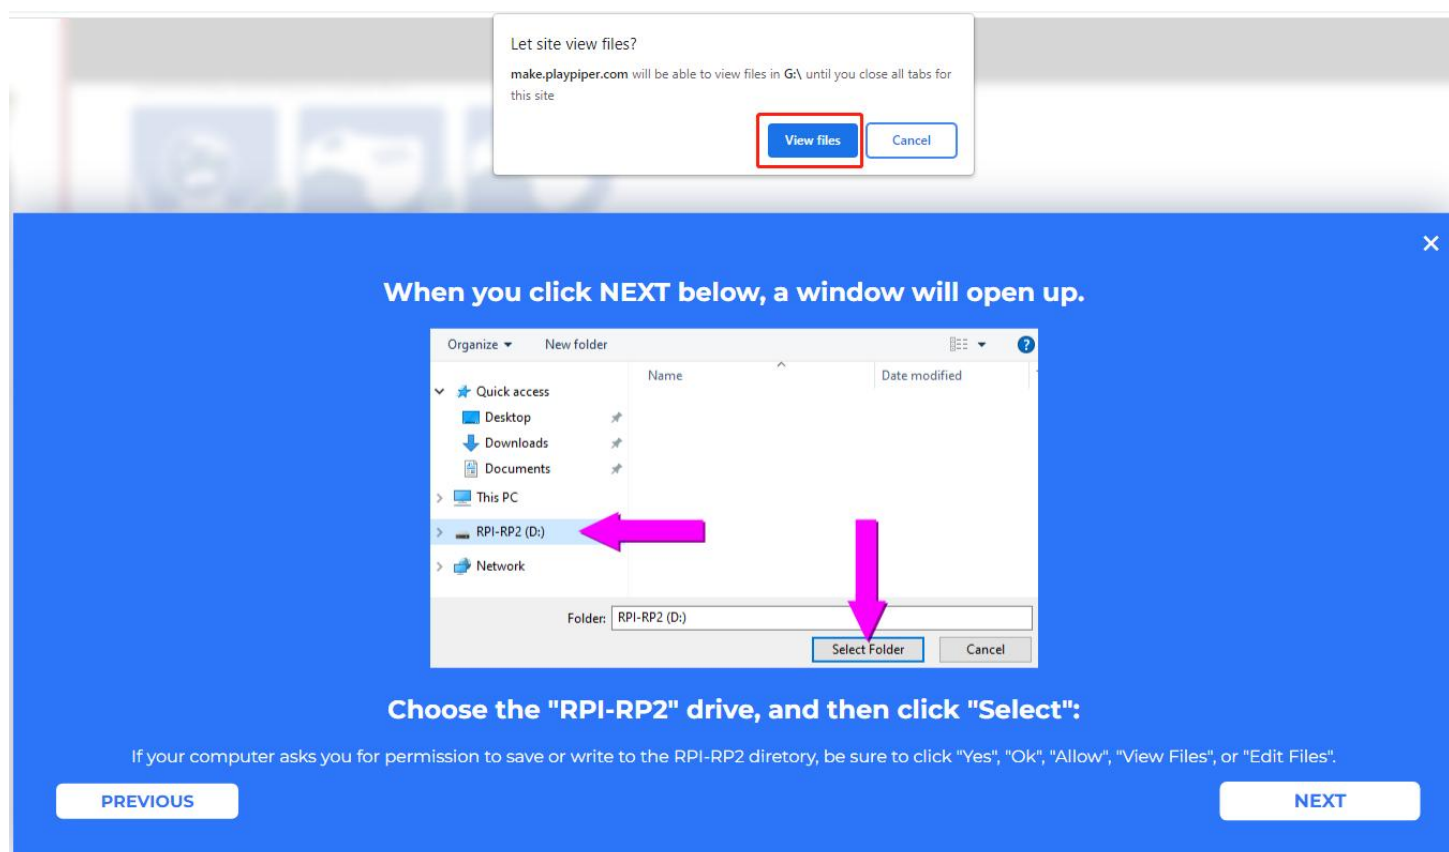 Let site view files?
make.playpiper.com will be able to view files in G:\ until you close all tabs for
this site
View files Cancel
×
When you click NEXT below, a window will open up.
Organize New folder ?
Name Date modified
Quick access
Desktop
Downloads
Documents
This PC
RPI-RP2 (D:)
Network
Folder: RPI-RP2 (D:)
Select Folder Cancel
Choose the "RPI-RP2" drive, and then click "Select":
If your computer asks you for permission to save or write to the RPI-RP2 diretory, be sure to click "Yes", "Ok", "Allow", "View Files", or "Edit Files".
PREVIOUS NEXT